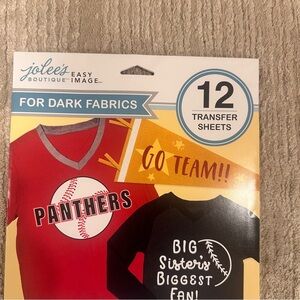 jolee's
BOUTIQUE
EASY
IMAGE
FOR DARK FABRICS
12
TRANSFER
SHEETS
GO TEAM!!
PANTHERS
BIG
Sister's
BIGGEST
FAN!